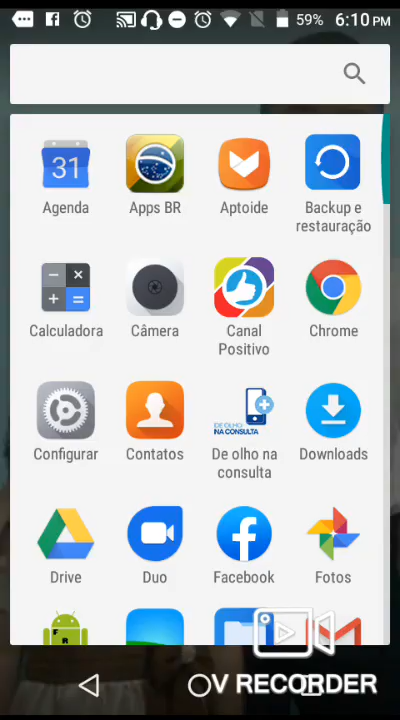 59% 6:10 PM
31
Agenda
Apps BR
Aptoide
Backup e
restauração
Calculadora
Câmera
Canal
Positivo
Chrome
Configurar
Contatos
DE OLHO
NA CONSULTA
De olho na
consulta
Downloads
Drive
Duo
Facebook
Fotos
F R
V RECORDER